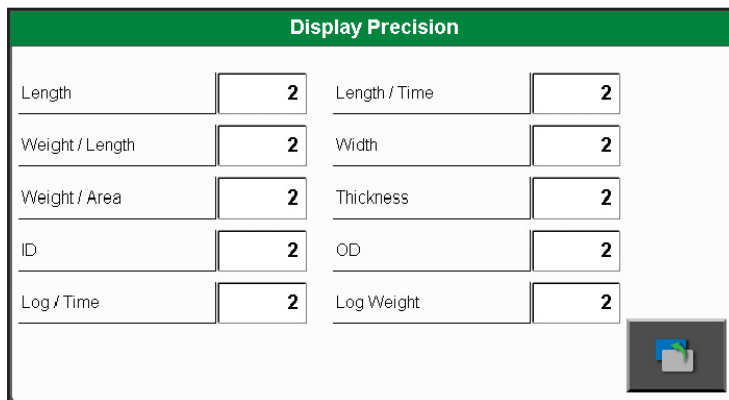 Display Precision
Length 2 Length / Time 2
Weight / Length 2 Width 2
Weight / Area 2 Thickness 2
ID 2 OD 2
Log / Time 2 Log Weight 2